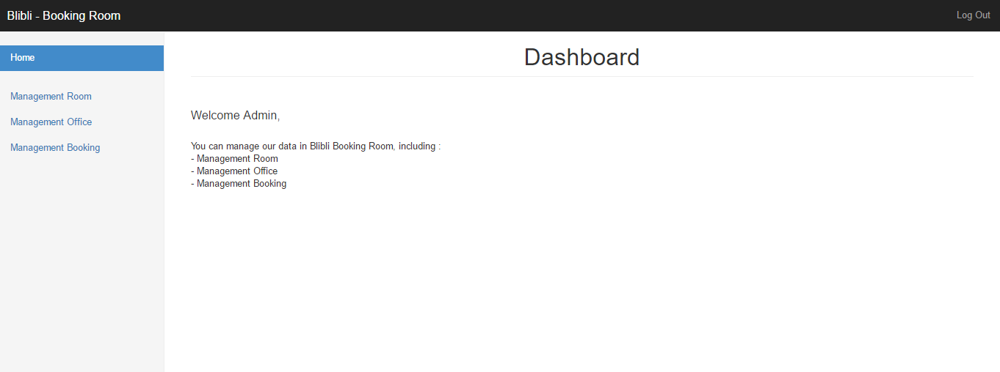 Blibli - Booking Room
Log Out
Home
Management Room
Management Office
Management Booking
Dashboard
Welcome Admin,
You can manage our data in Blibli Booking Room, including :
- Management Room
- Management Office
- Management Booking